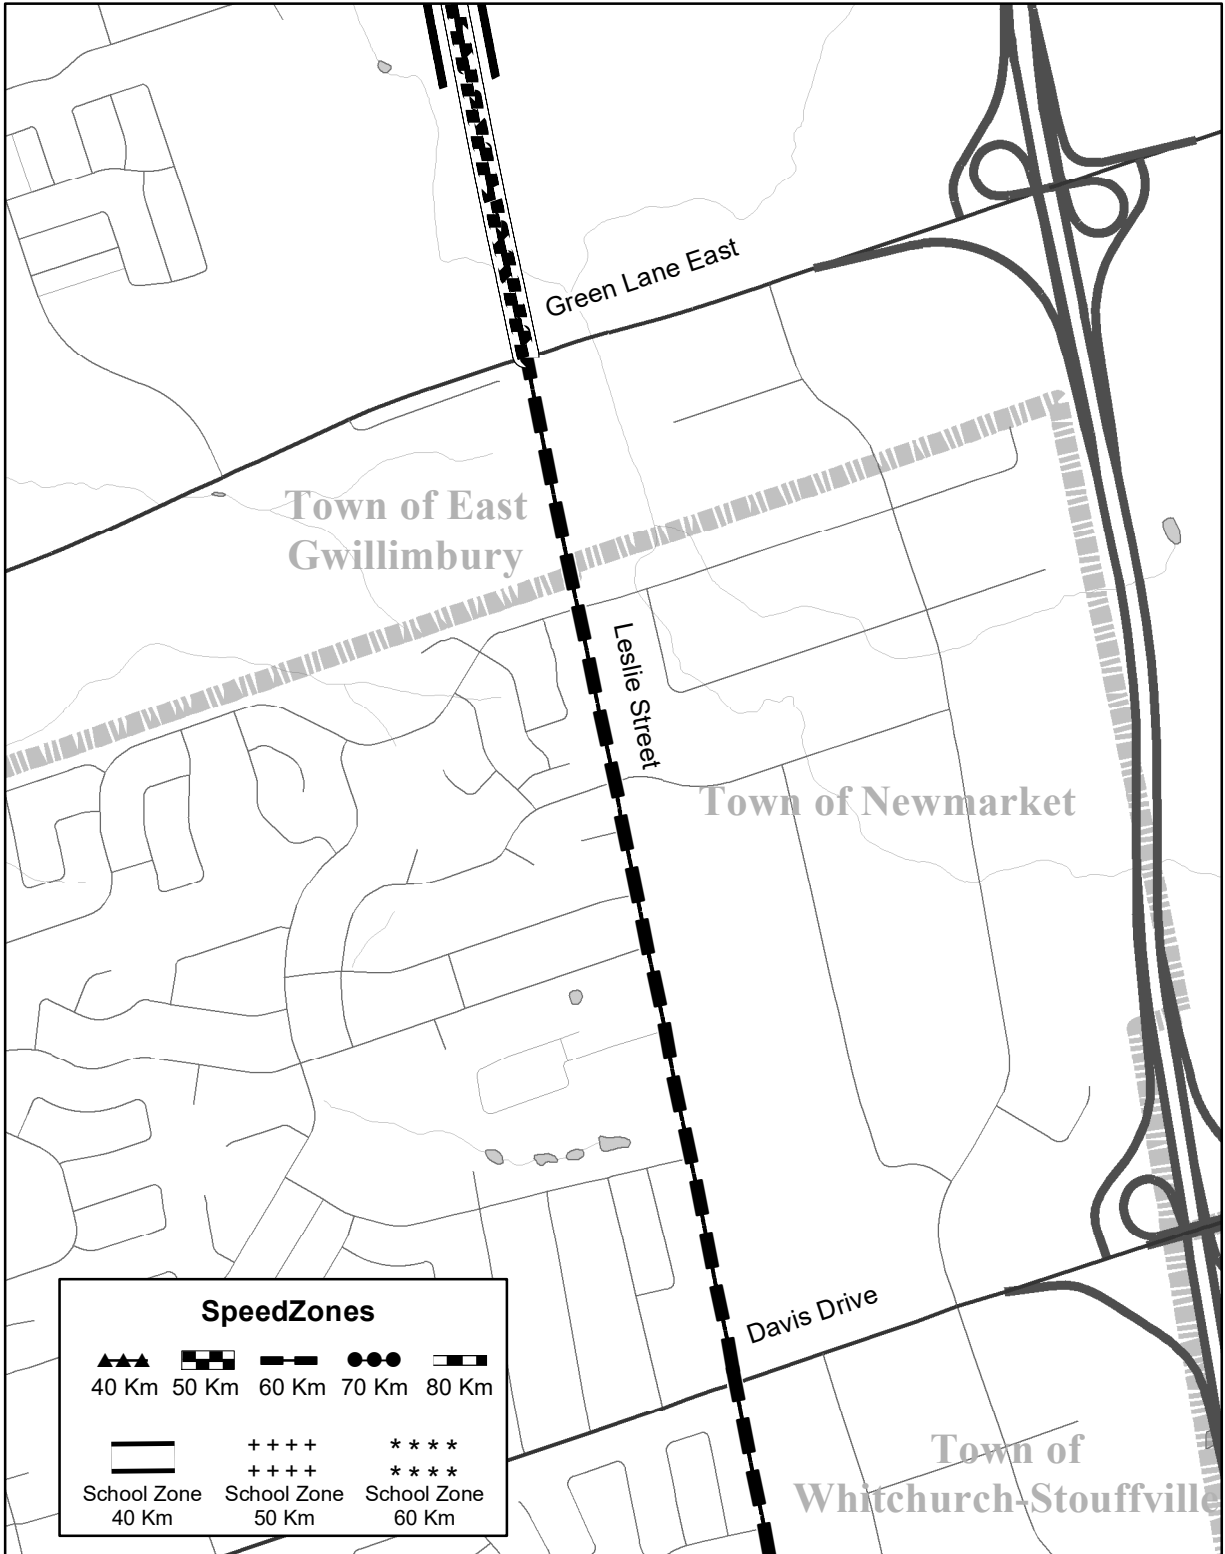 Green Lane East
Town of East
Gwillimbury
Leslie Street
Town of Newmarket
Davis Drive
Town of
Whitchurch-Stouffville
SpeedZones
40 Km 50 Km 60 Km 70 Km 80 Km
++++ ****
++++ ****
School Zone School Zone School Zone
40 Km 50 Km 60 Km